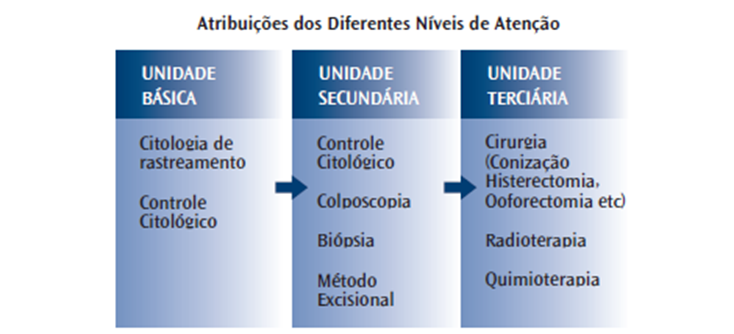 Atribuições dos Diferentes Níveis de Atenção
UNIDADE
BÁSICA
Citologia de
rastreamento
Controle
Citológico
UNIDADE
SECUNDÁRIA
Controle
Citológico
Colposcopia
Biópsia
Método
Excisional
UNIDADE
TERCIÁRIA
Cirurgia
(Conização
Histerectomia,
Ooforectomia etc)
Radioterapia
Quimioterapia